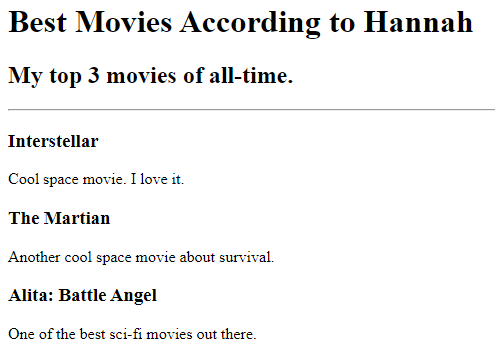 Best Movies According to Hannah
My top 3 movies of all-time.
Interstellar
Cool space movie. I love it.
The Martian
Another cool space movie about survival.
Alita: Battle Angel
One of the best sci-fi movies out there.